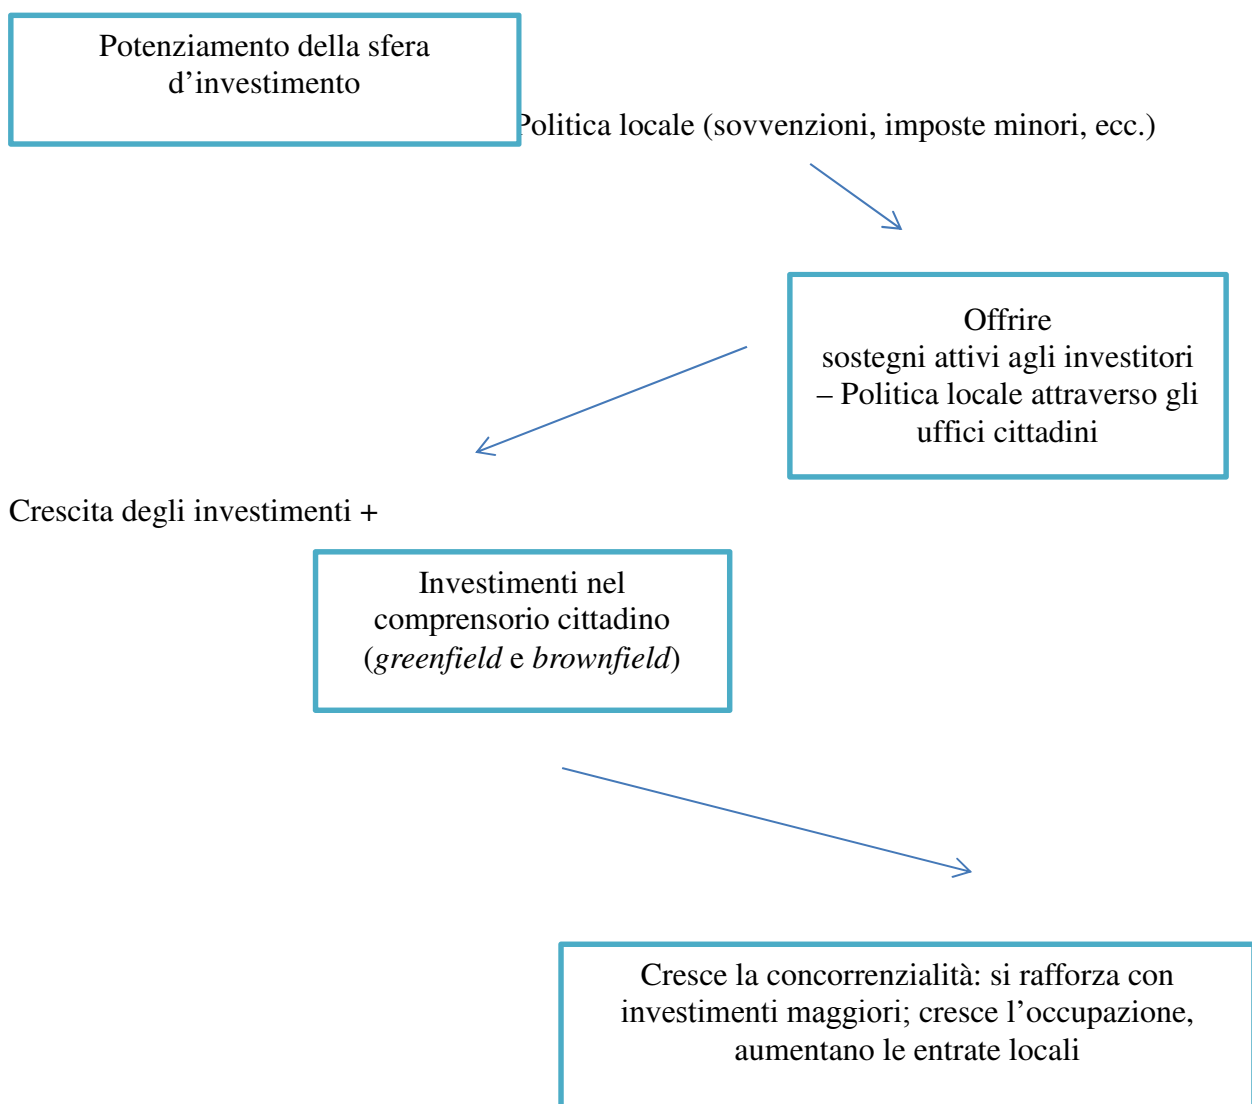 Potenziamento della sfera
d’investimento
Politica locale (sovvenzioni, imposte minori, ecc.)
Offrire
sostegni attivi agli investitori
– Politica locale attraverso gli
uffici cittadini
Crescita degli investimenti +
Investimenti nel
comprensorio cittadino
(greenfield e brownfield)
Cresce la concorrenzialità: si rafforza con
investimenti maggiori; cresce l’occupazione,
aumentano le entrate locali